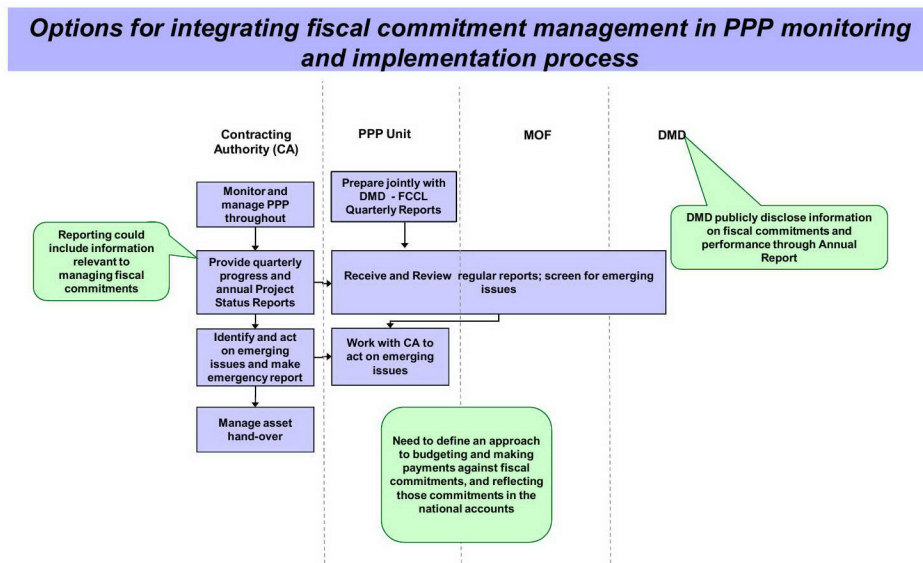 Options for integrating fiscal commitment management in PPP monitoring
and implementation process
Contracting
Authority (CA)
PPP Unit
MOF
DMD
Monitor and
manage PPP
throughout
Prepare jointly with
DMD - FCCL
Quarterly Reports
DMD publicly disclose information
on fiscal commitments and
performance through Annual
Report
Reporting could
include information
relevant to
managing fiscal
commitments
Provide quarterly
progress and
annual Project
Status Reports
Receive and Review regular reports; screen for emerging
issues
Identify and act
on emerging
issues and make
emergency report
Work with CA to
act on emerging
issues
Manage asset
hand-over
Need to define an approach
to budgeting and making
payments against fiscal
commitments, and reflecting
those commitments in the
national accounts